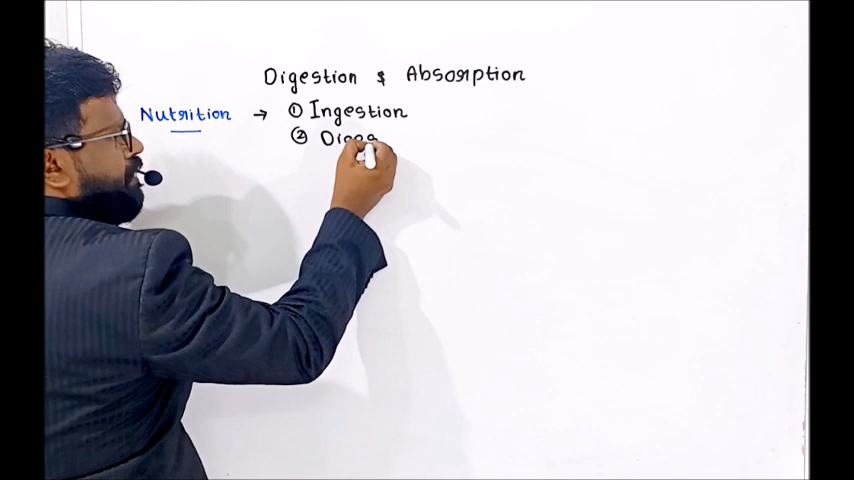 Digestion & Absorption
Nutrition → ① Ingestion
②